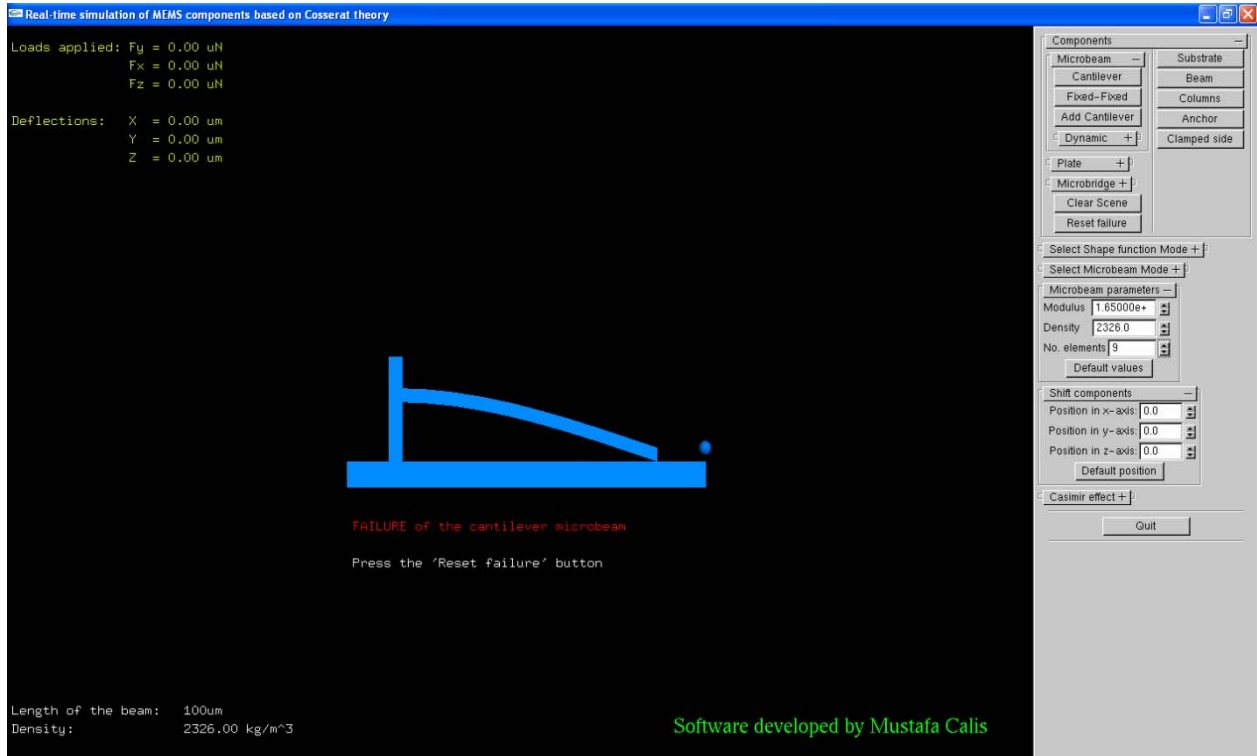 Real-time simulation of MEMS components based on Cosserat theory
Loads applied: Fy = 0.00 uN
Fx = 0.00 uN
Fz = 0.00 uN
Deflections: X = 0.00 um
Y = 0.00 um
Z = 0.00 um
FAILURE of the cantilever microbeam
Press the 'Reset failure' button
Length of the beam: 100um
Density: 2326.00 kg/m^3
Software developed by Mustafa Calis
Components
Microbeam
Cantilever
Fixed-Fixed
Add Cantilever
Dynamic +
Plate +
Microbridge +
Clear Scene
Reset failure
Substrate
Beam
Columns
Anchor
Clamped side
Select Shape function Mode +
Select Microbeam Mode +
Microbeam parameters
Modulus 1.65000e+
Density 2326.0
No. elements 9
Default values
Shift components
Position in x-axis: 0.0
Position in y-axis: 0.0
Position in z-axis: 0.0
Default position
Casimir effect +
Quit